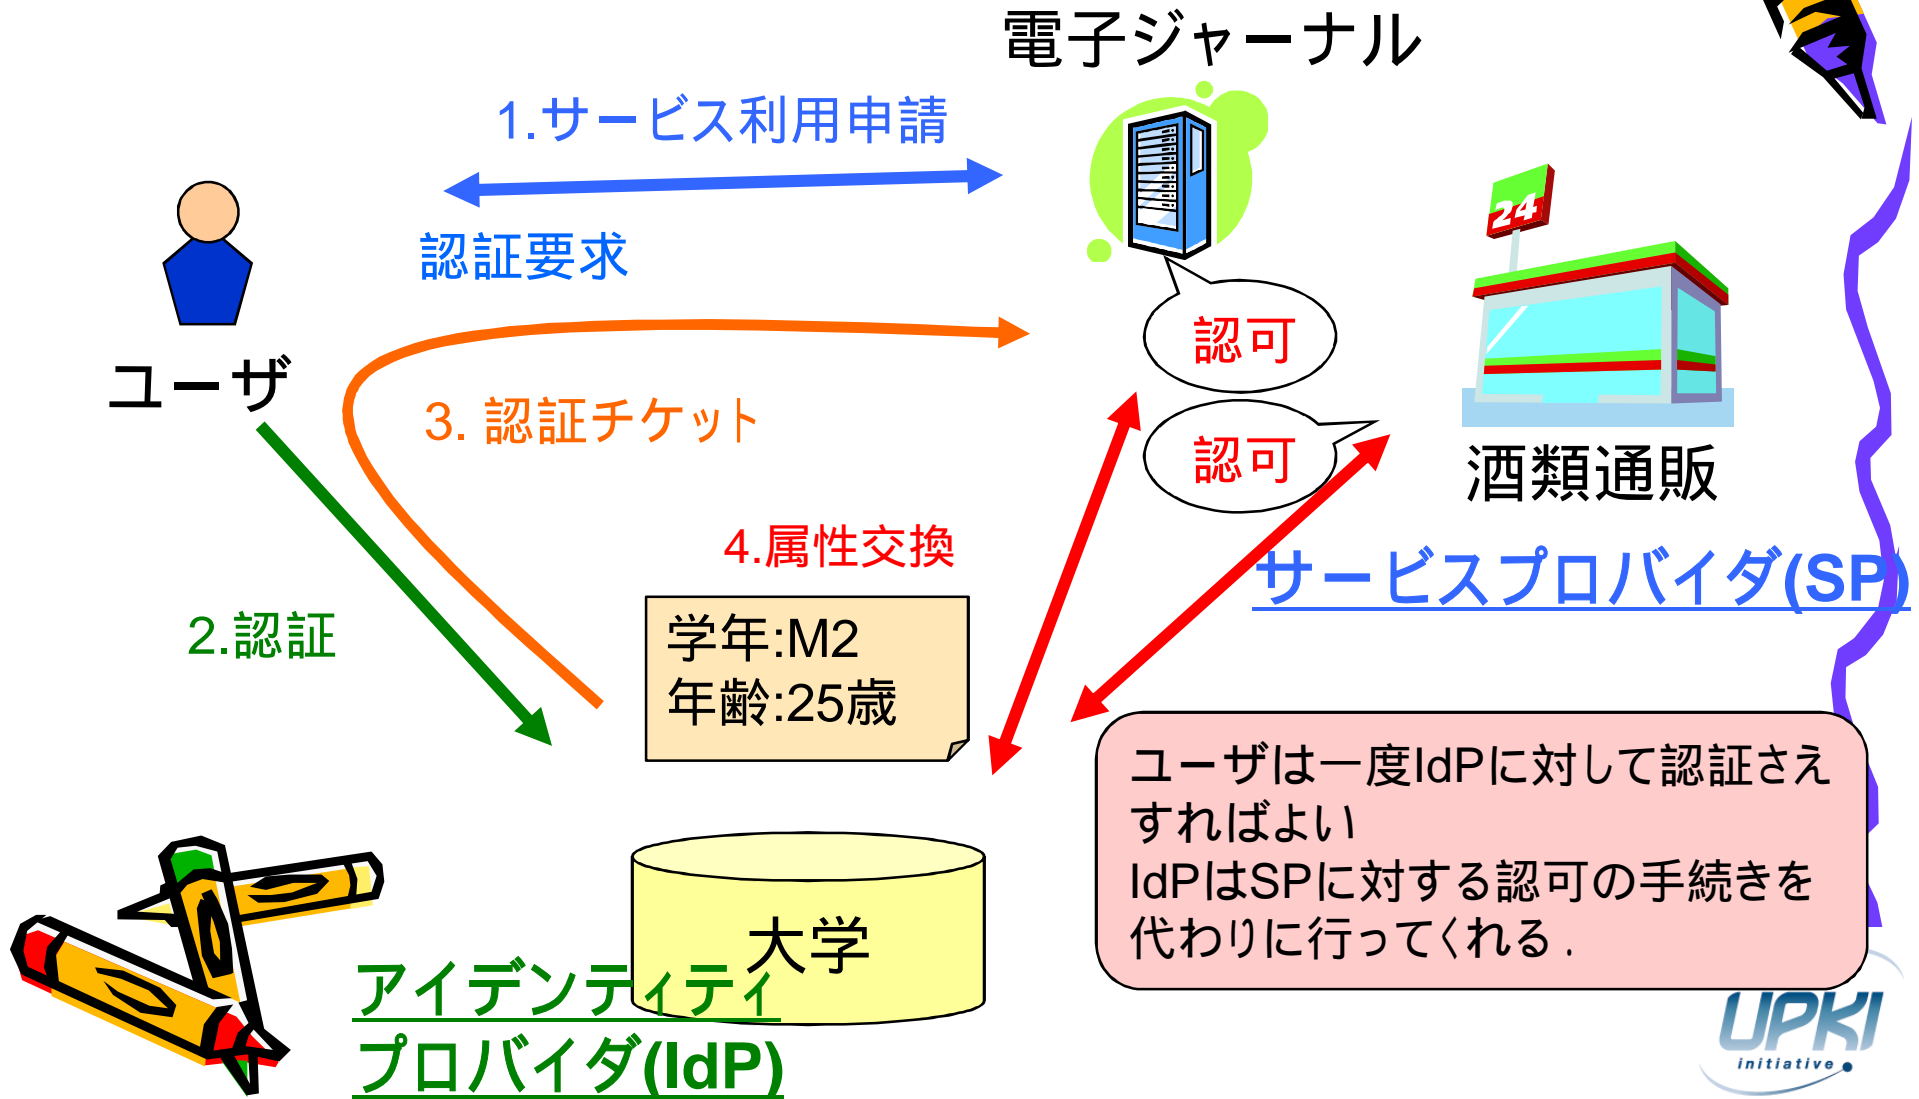 電子ジャーナル
1.サービス利用申請
24
認証要求
認可
ユーザ
3. 認証チケット
認可
酒類通販
4.属性交換
サービスプロバイダ(SP)
2.認証
学年:M2
年齢:25歳
ユーザは一度IdPに対して認証さえ
すればよい
IdPはSPに対する認可の手続きを
代わりに行ってくれる.
大学
アイデンティティ
プロバイダ(IdP)
UPKI
initiative